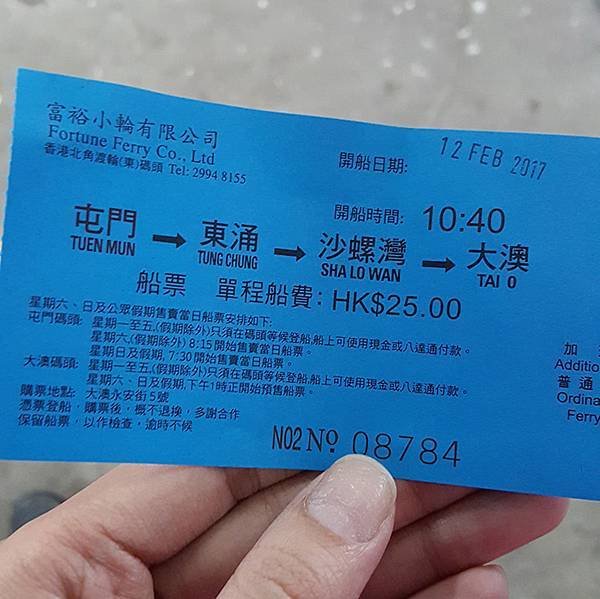 富裕小輪有限公司
Fortune Ferry Co., Ltd
香港北角渡輪(東)碼頭 Tel: 2994 8155
開船日期: 12 FEB 2017
開船時間: 10:40
屯門 → 東涌 → 沙螺灣 → 大澳
TUEN MUN TUNG CHUNG SHA LO WAN TAI O
船票 單程船費: HK$25.00
星期六、日及公眾假期售賣當日船票安排如下:
屯門碼頭: 星期一至五,(假期除外)只須在碼頭等候登船,船上可使用現金或八達通付款。
星期六,(假期除外) 8:15開始售賣當日船票。
星期日及假期, 7:30開始售賣當日船票。
大澳碼頭: 星期一至五,(假期除外)只須在碼頭等候登船,船上可使用現金或八達通付款。
星期六、日及假期,下午1時正開始預售船票。
購票地點: 大澳永安街5號
憑票登船，購票後，概不退換，多謝合作
保留船票，以作檢查，逾時不候
NO2 Nº 08784
加
Additio
普通
Ordina
Ferry